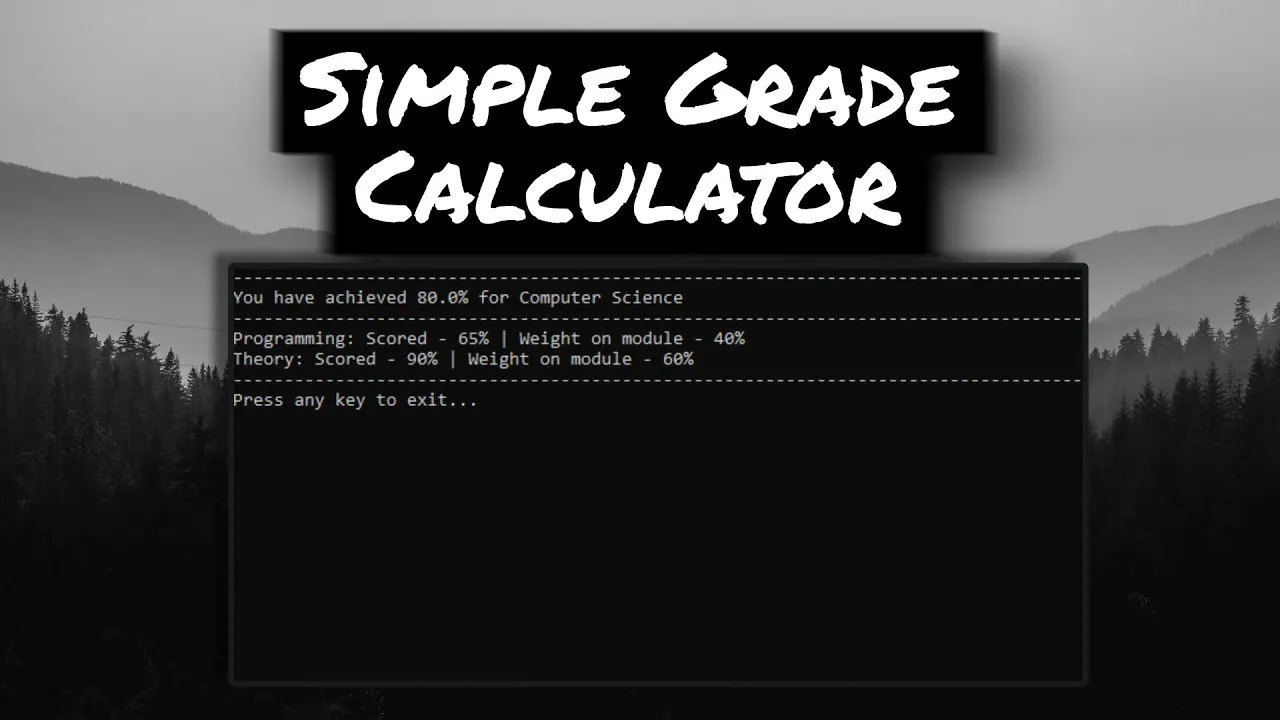 SIMPLE GRADE
CALCULATOR
--------------------------------------------------------------------------------
You have achieved 80.0% for Computer Science
--------------------------------------------------------------------------------
Programming: Scored - 65% | Weight on module - 40%
Theory: Scored - 90% | Weight on module - 60%
--------------------------------------------------------------------------------
Press any key to exit...